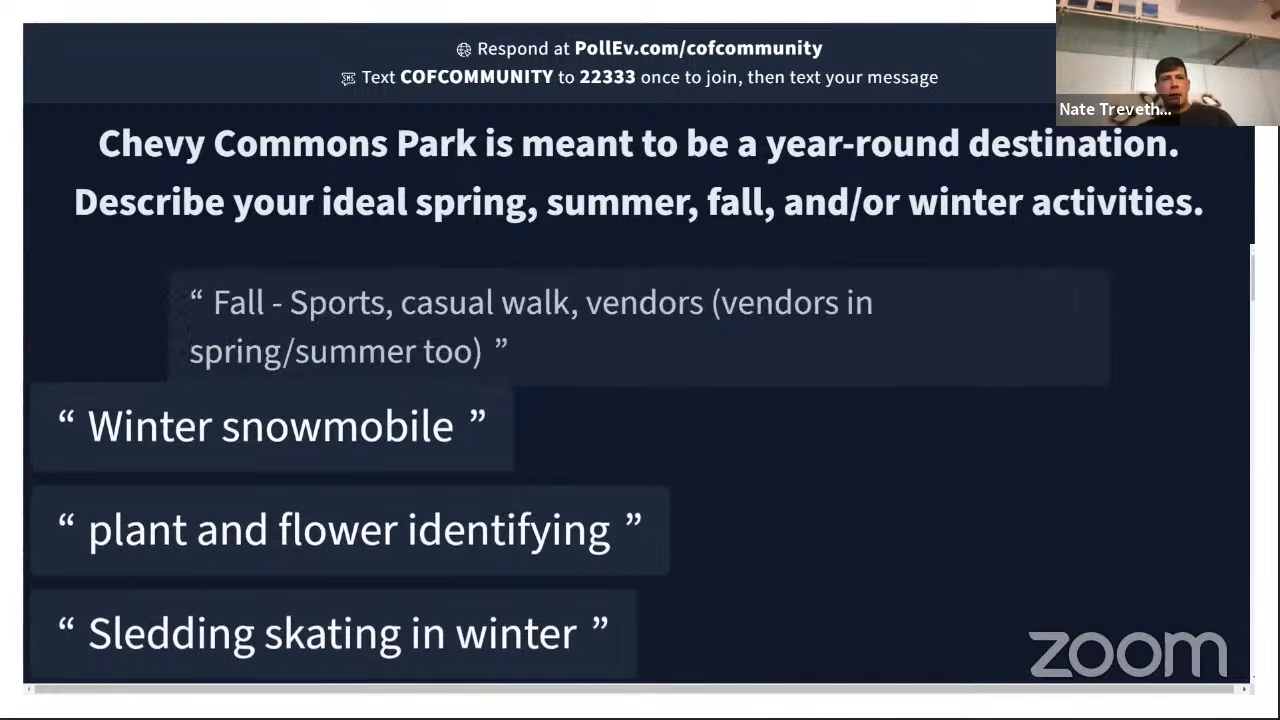 Respond at PollEv.com/cofcommunity
Text COFCOMMUNITY to 22333 once to join, then text your message
Nate Treveth...
Chevy Commons Park is meant to be a year-round destination.
Describe your ideal spring, summer, fall, and/or winter activities.
“ Fall - Sports, casual walk, vendors (vendors in
spring/summer too) ”
“ Winter snowmobile ”
“ plant and flower identifying ”
“ Sledding skating in winter ”
zoom